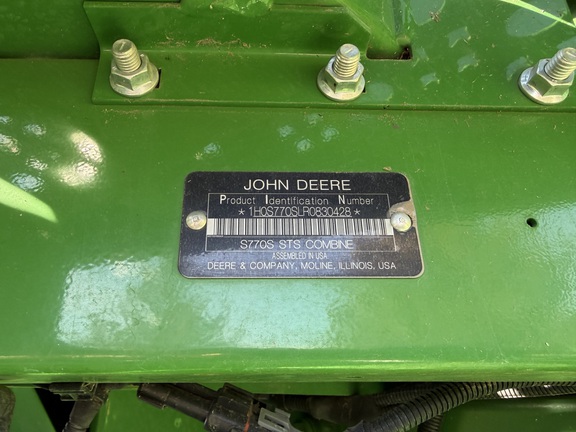 JOHN DEERE
Product Identification Number
*1H0S770SLR0830428*
S770S STS COMBINE
ASSEMBLED IN USA
DEERE & COMPANY, MOLINE, ILLINOIS, USA